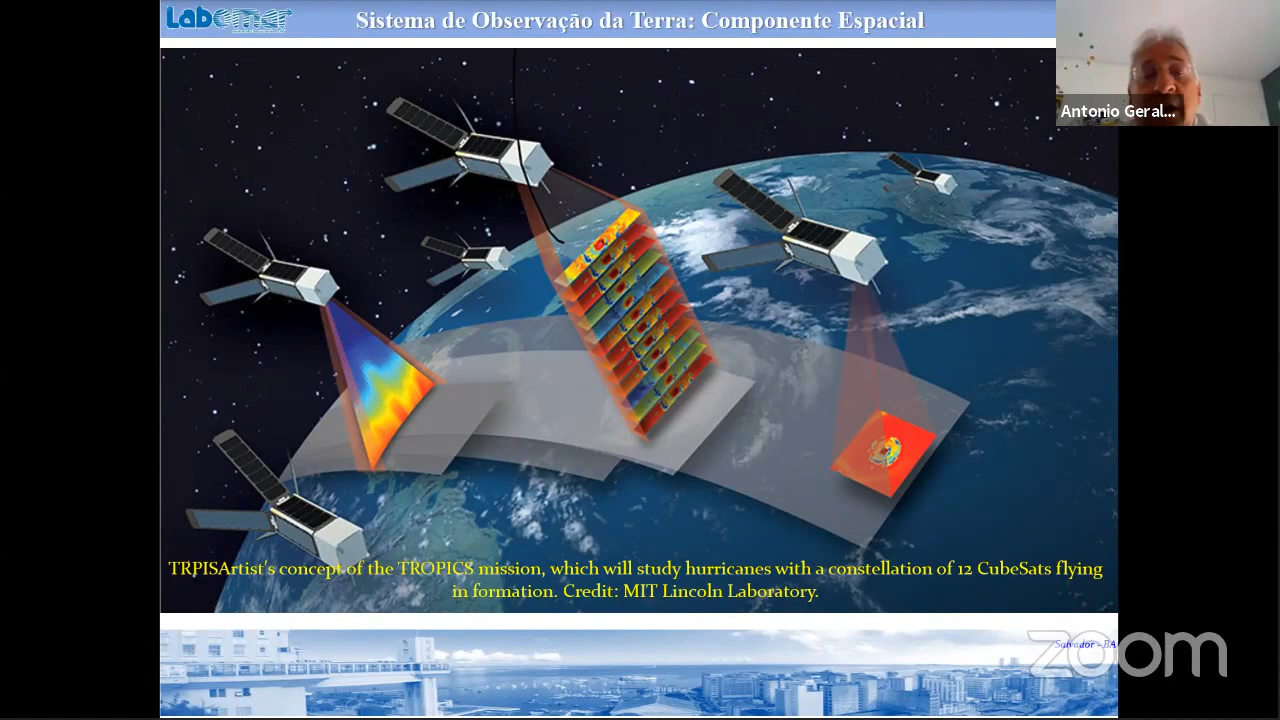 Labomar
Sistema de Observação da Terra: Componente Espacial
Antonio Geral...
TRPISArtist's concept of the TROPICS mission, which will study hurricanes with a constellation of 12 CubeSats flying
in formation. Credit: MIT Lincoln Laboratory.
Salvador - BA
zoom